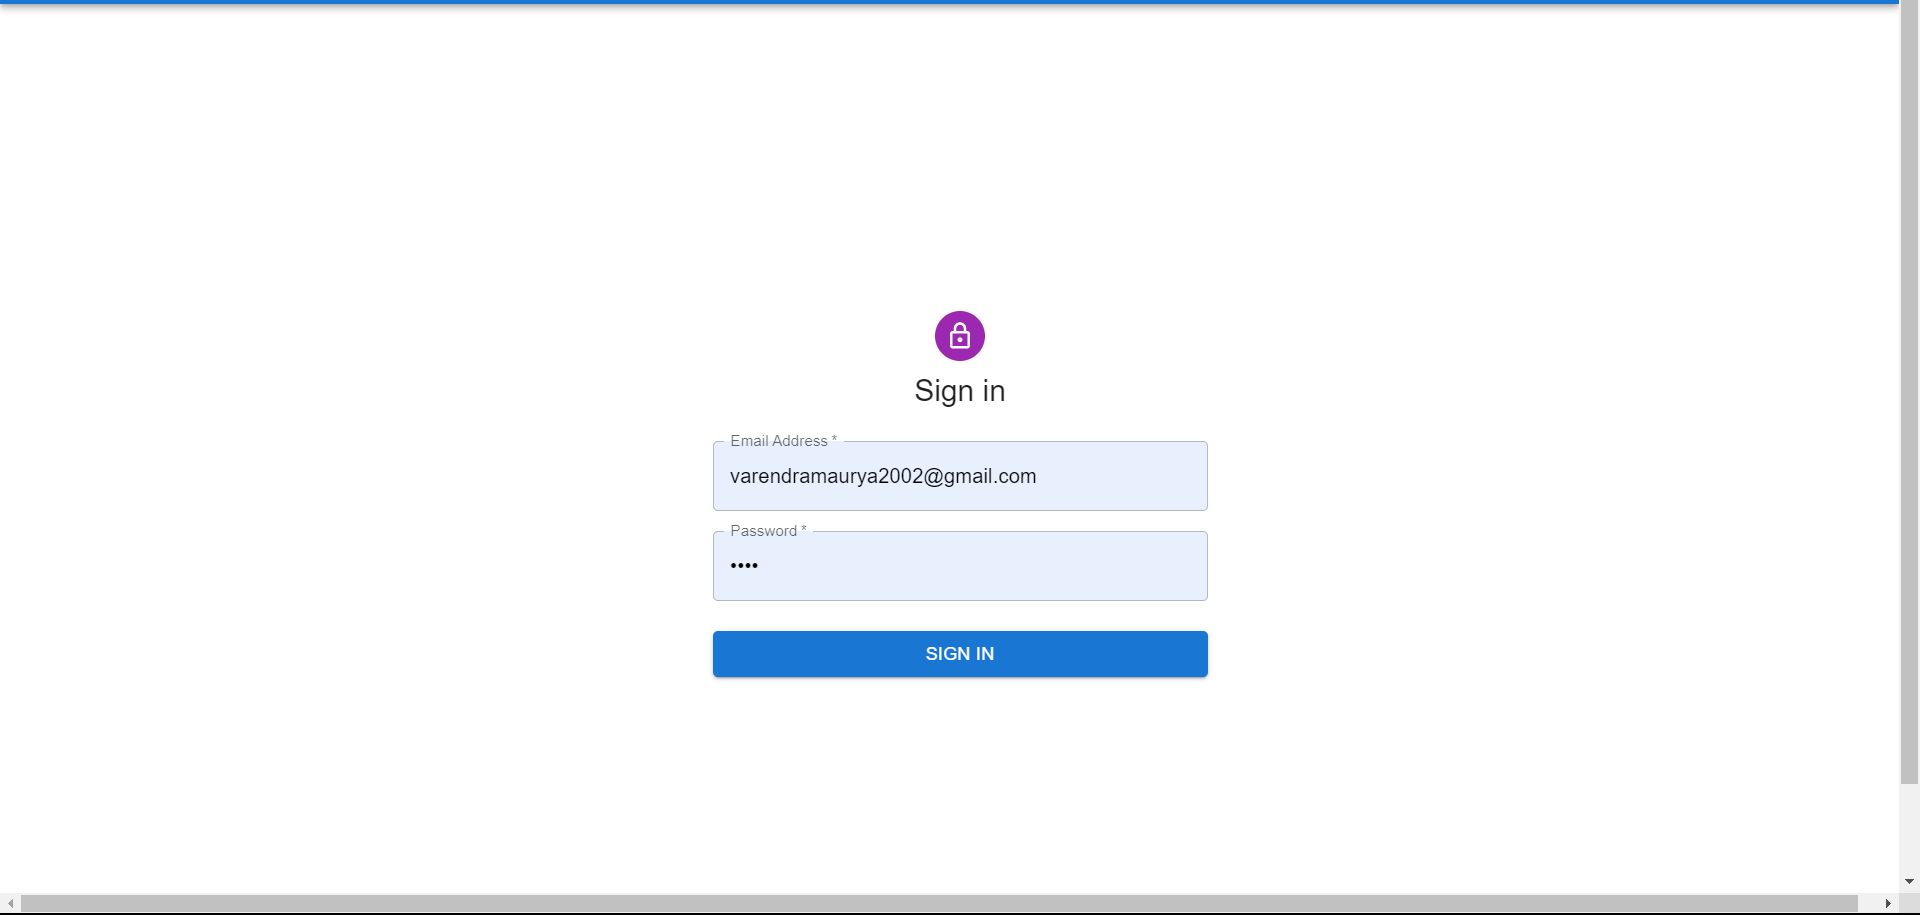 Sign in
Email Address *
varendramaurya2002@gmail.com
Password *
••••
SIGN IN